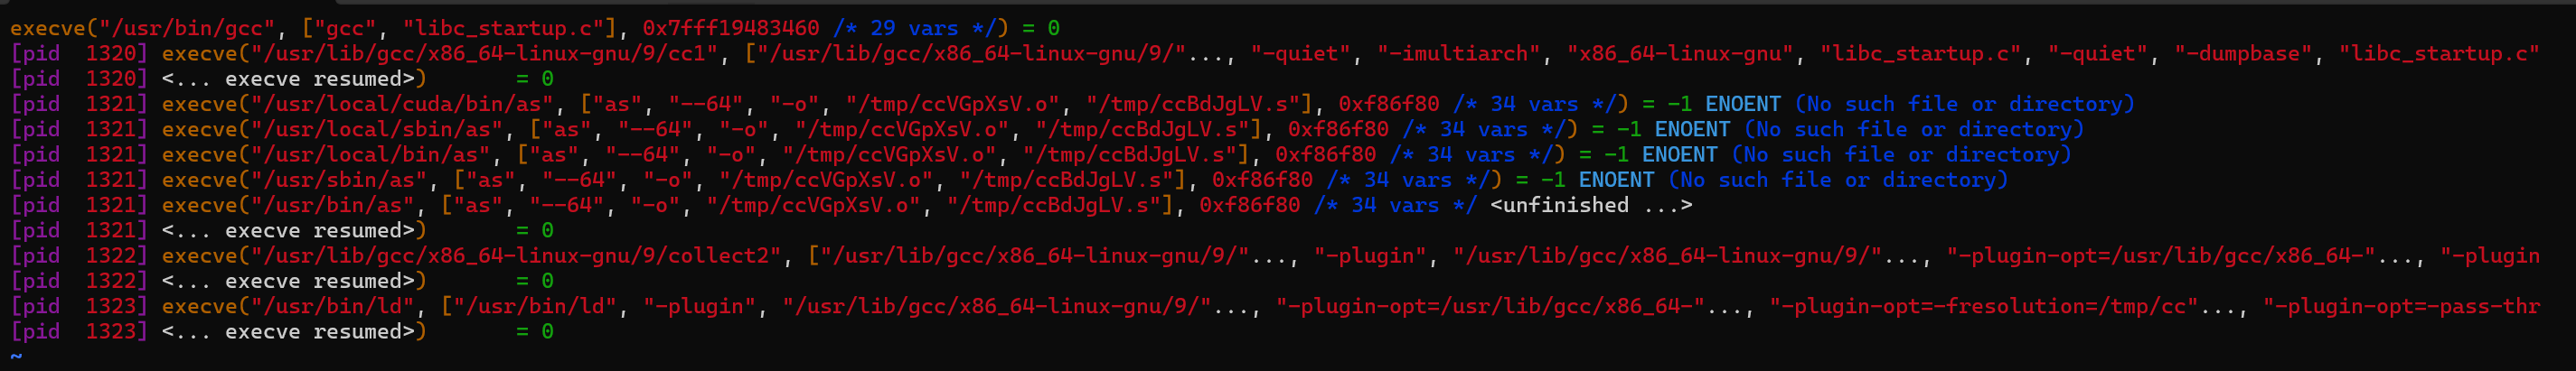 execve("/usr/bin/gcc", ["gcc", "libc_startup.c"], 0x7fff19483460 /* 29 vars */) = 0
[pid  1320] execve("/usr/lib/gcc/x86_64-linux-gnu/9/cc1", ["/usr/lib/gcc/x86_64-linux-gnu/9/"..., "-quiet", "-imultiarch", "x86_64-linux-gnu", "libc_startup.c", "-quiet", "-dumpbase", "libc_startup.c"
[pid  1320] <... execve resumed>)       = 0
[pid  1321] execve("/usr/local/cuda/bin/as", ["as", "--64", "-o", "/tmp/ccVGpXsV.o", "/tmp/ccBdJgLV.s"], 0xf86f80 /* 34 vars */) = -1 ENOENT (No such file or directory)
[pid  1321] execve("/usr/local/sbin/as", ["as", "--64", "-o", "/tmp/ccVGpXsV.o", "/tmp/ccBdJgLV.s"], 0xf86f80 /* 34 vars */) = -1 ENOENT (No such file or directory)
[pid  1321] execve("/usr/local/bin/as", ["as", "--64", "-o", "/tmp/ccVGpXsV.o", "/tmp/ccBdJgLV.s"], 0xf86f80 /* 34 vars */) = -1 ENOENT (No such file or directory)
[pid  1321] execve("/usr/sbin/as", ["as", "--64", "-o", "/tmp/ccVGpXsV.o", "/tmp/ccBdJgLV.s"], 0xf86f80 /* 34 vars */) = -1 ENOENT (No such file or directory)
[pid  1321] execve("/usr/bin/as", ["as", "--64", "-o", "/tmp/ccVGpXsV.o", "/tmp/ccBdJgLV.s"], 0xf86f80 /* 34 vars */ <unfinished ...>
[pid  1321] <... execve resumed>)       = 0
[pid  1322] execve("/usr/lib/gcc/x86_64-linux-gnu/9/collect2", ["/usr/lib/gcc/x86_64-linux-gnu/9/"..., "-plugin", "/usr/lib/gcc/x86_64-linux-gnu/9/"..., "-plugin-opt=/usr/lib/gcc/x86_64-"..., "-plugin
[pid  1322] <... execve resumed>)       = 0
[pid  1323] execve("/usr/bin/ld", ["/usr/bin/ld", "-plugin", "/usr/lib/gcc/x86_64-linux-gnu/9/"..., "-plugin-opt=/usr/lib/gcc/x86_64-"..., "-plugin-opt=-fresolution=/tmp/cc"..., "-plugin-opt=-pass-thr
[pid  1323] <... execve resumed>)       = 0
~